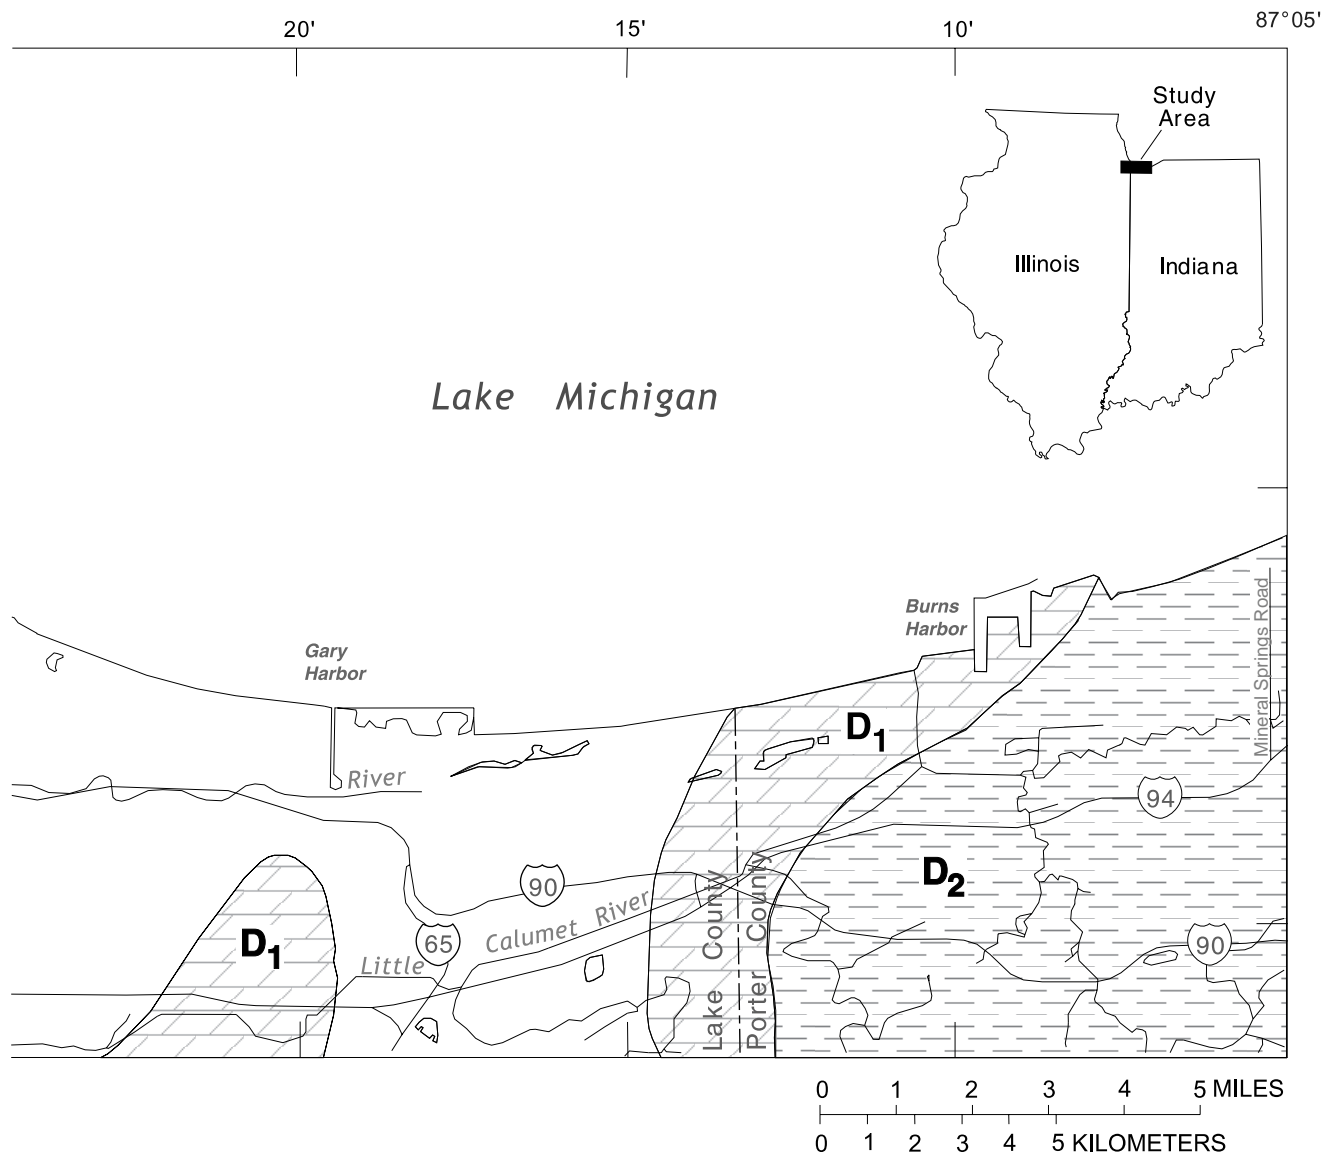 20'
15'
10'
87°05'
Study
Area
Illinois
Indiana
Lake Michigan
Burns
Harbor
Mineral Springs Road
Gary
Harbor
D1
River
94
90
D2
Lake County
Porter County
Calumet River
65
D1
Little
90
0 1 2 3 4 5 MILES
0 1 2 3 4 5 KILOMETERS